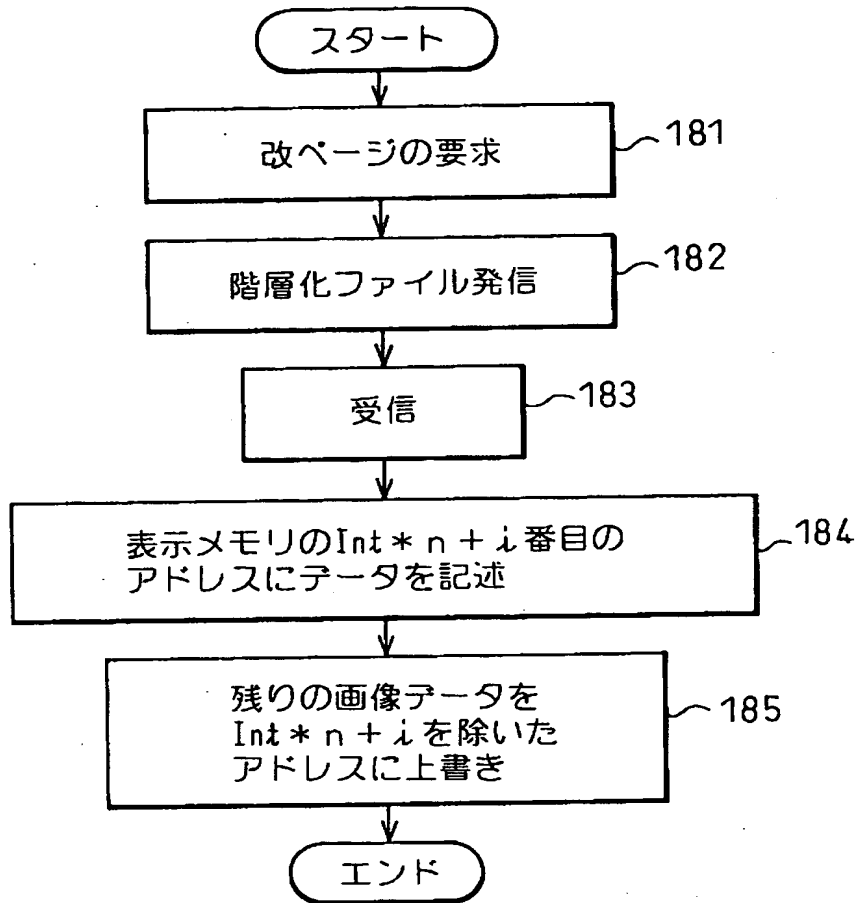 スタート
改ページの要求
181
階層化ファイル発信
182
受信
183
表示メモリのInt*n+i番目の
アドレスにデータを記述
184
残りの画像データを
Int*n+iを除いた
アドレスに上書き
185
エンド